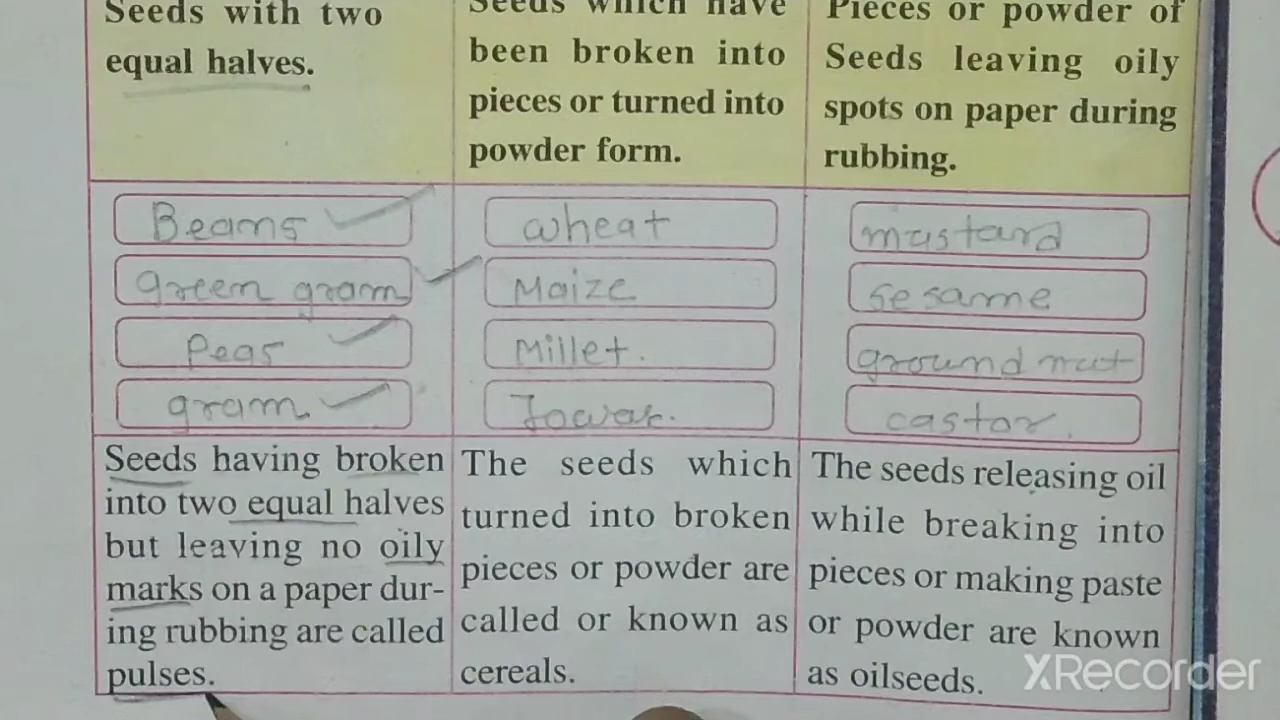 Seeds with two
equal halves.
Seeds which have
been broken into
pieces or turned into
powder form.
Pieces or powder of
Seeds leaving oily
spots on paper during
rubbing.
Beams
green gram
Peas
gram
wheat
Maize
Millet.
Jowar.
mustard
sesame
ground nut
castor.
Seeds having broken
into two equal halves
but leaving no oily
marks on a paper dur-
ing rubbing are called
pulses.
The seeds which
turned into broken
pieces or powder are
called or known as
cereals.
The seeds releasing oil
while breaking into
pieces or making paste
or powder are known
as oilseeds.
XRecorder